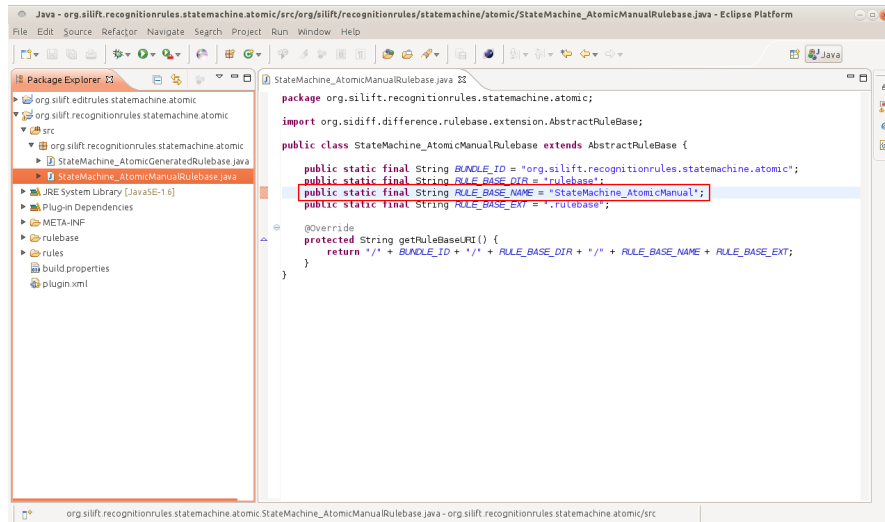 Java - org.silift.recognitionrules.statemachine.atomic/src/org/silift/recognitionrules/statemachine/atomic/StateMachine_AtomicManualRulebase.java - Eclipse Platform
File Edit Source Refactor Navigate Search Project Run Window Help
Java
Package Explorer
StateMachine_AtomicManualRulebase.java
org.silift.editrules.statemachine.atomic
org.silift.recognitionrules.statemachine.atomic
src
org.silift.recognitionrules.statemachine.atomic
StateMachine_AtomicGeneratedRulebase.java
StateMachine_AtomicManualRulebase.java
JRE System Library [JavaSE-1.6]
Plug-in Dependencies
META-INF
rulebase
rules
build.properties
plugin.xml
package org.silift.recognitionrules.statemachine.atomic;
import org.sidiff.difference.rulebase.extension.AbstractRuleBase;
public class StateMachine_AtomicManualRulebase extends AbstractRuleBase {
public static final String BUNDLE_ID = "org.silift.recognitionrules.statemachine.atomic";
public static final String RULE_BASE_DIR = "rulebase";
public static final String RULE_BASE_NAME = "StateMachine_AtomicManual";
public static final String RULE_BASE_EXT = ".rulebase";
@Override
protected String getRuleBaseURI() {
return "/" + BUNDLE_ID + "/" + RULE_BASE_DIR + "/" + RULE_BASE_NAME + RULE_BASE_EXT;
}
}
org.silift.recognitionrules.statemachine.atomic.StateMachine_AtomicManualRulebase.java - org.silift.recognitionrules.statemachine.atomic/src